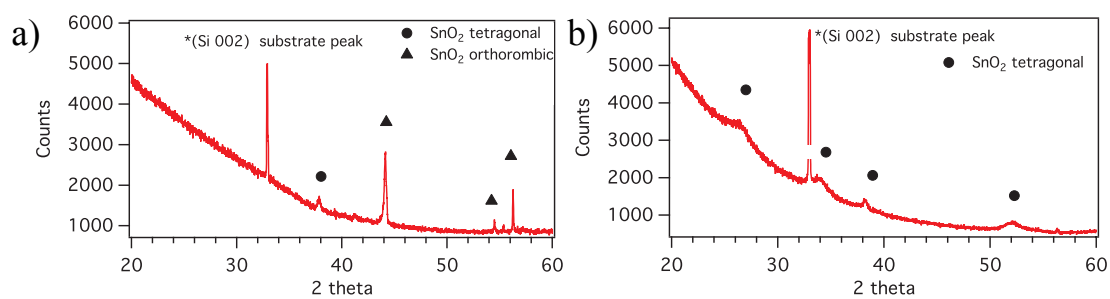 a)
6000
5000
4000
3000
2000
1000
Counts
*(Si 002) substrate peak
● SnO₂ tetragonal
▲ SnO₂ orthorombic
20 30 40 50 60
2 theta
b)
6000
5000
4000
3000
2000
1000
Counts
*(Si 002) substrate peak
● SnO₂ tetragonal
20 30 40 50 60
2 theta